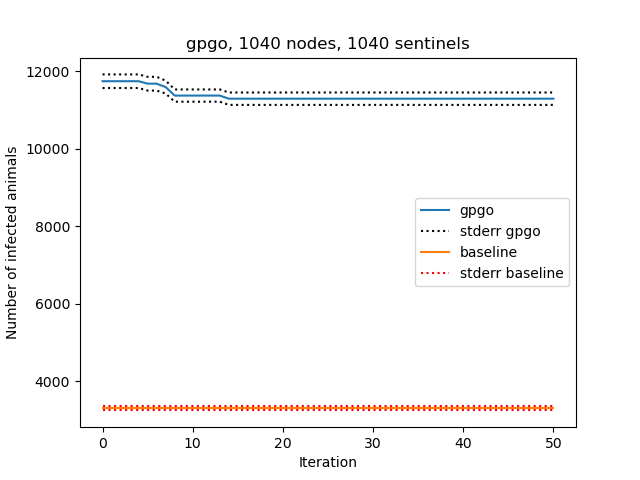 gpgo, 1040 nodes, 1040 sentinels
12000
10000
8000
6000
4000
Number of infected animals
gpgo
stderr gpgo
baseline
stderr baseline
0 10 20 30 40 50
Iteration